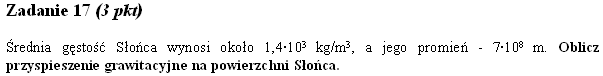 Zadanie 17 (3 pkt)
Średnia gęstość Słońca wynosi około 1,4·10³ kg/m³, a jego promień - 7·10⁸ m. Oblicz
przyspieszenie grawitacyjne na powierzchni Słońca.